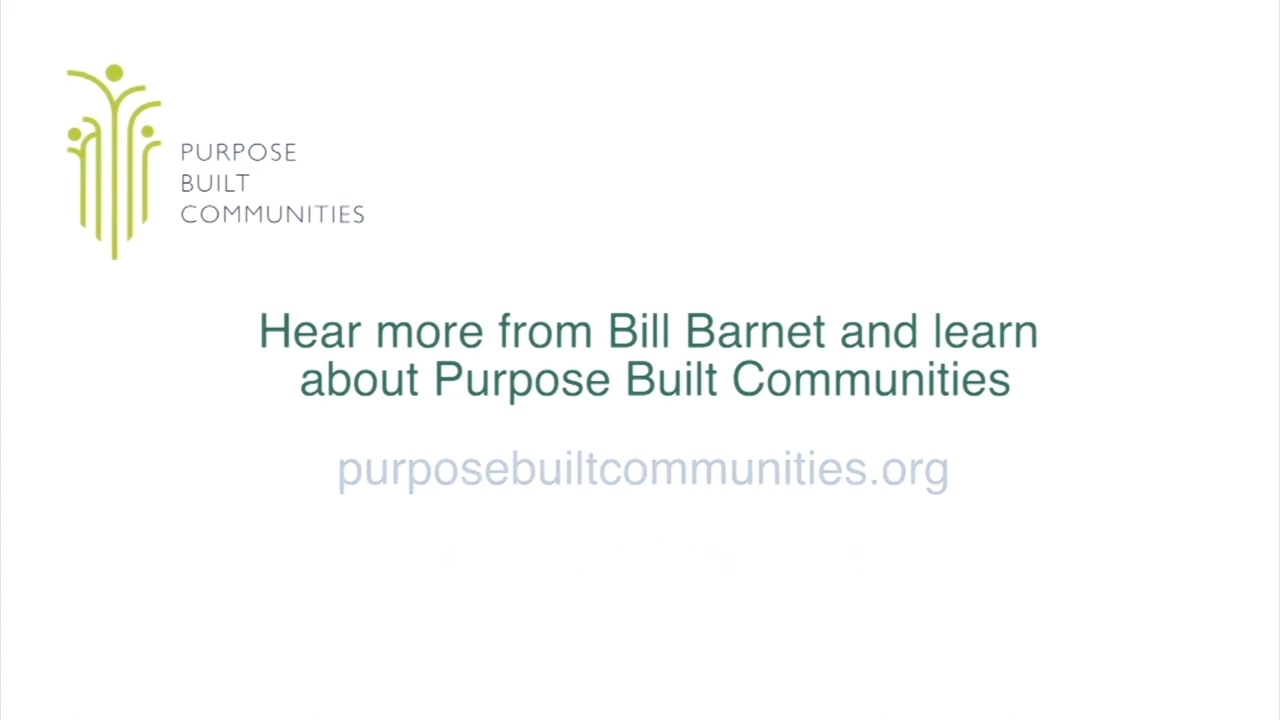 PURPOSE
BUILT
COMMUNITIES
Hear more from Bill Barnet and learn
about Purpose Built Communities
purposebuiltcommunities.org